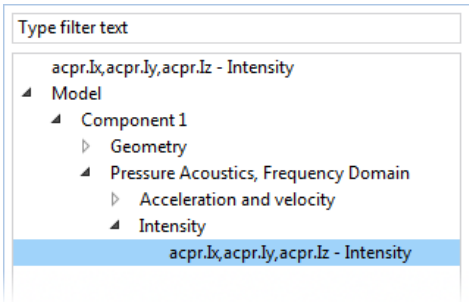 Type filter text
acpr.Ix,acpr.Iy,acpr.Iz - Intensity
Model
Component 1
Geometry
Pressure Acoustics, Frequency Domain
Acceleration and velocity
Intensity
acpr.Ix,acpr.Iy,acpr.Iz - Intensity